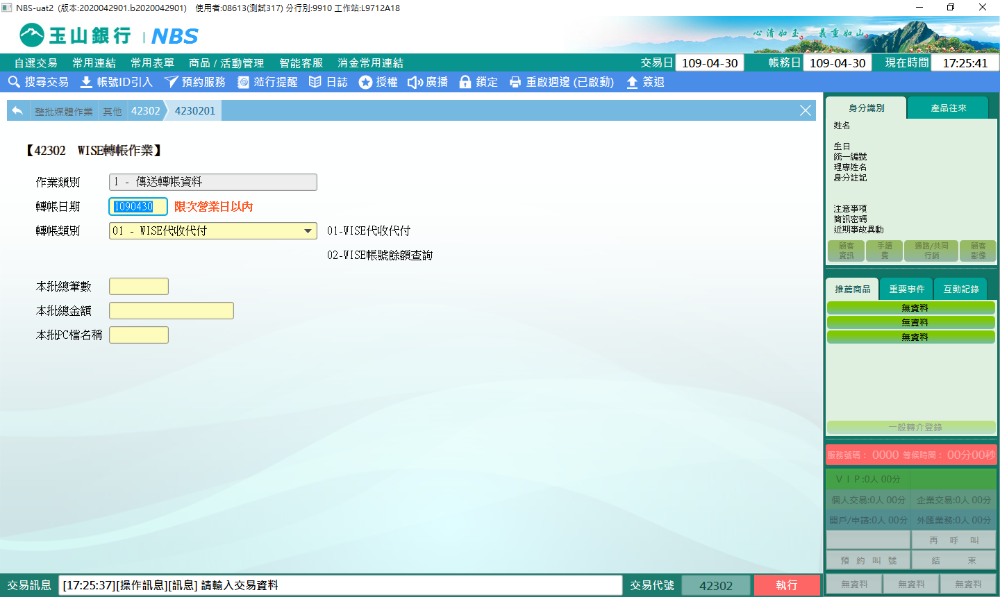 NBS-uat2 (版本:2020042901.b2020042901) 使用者:08613(測試317) 分行別:9910 工作站:L9712A18
玉山銀行 | NBS
心清如玉。 義重如山。
自選交易 常用連結 常用表單 商品 / 活動管理 智能客服 消金常用連結 交易日 109-04-30 帳務日 109-04-30 現在時間 17:25:41
搜尋交易 帳號ID引入 預約服務 蒞行提醒 日誌 授權 廣播 鎖定 重啟週邊 (已啟動) 簽退
整批媒體作業 其他 42302 4230201
【42302 WISE轉帳作業】
作業類別 1 - 傳送轉帳資料
轉帳日期 1090430 限次營業日以內
轉帳類別 01 - WISE代收代付 01-WISE代收代付
02-WISE帳號餘額查詢
本批總筆數
本批總金額
本批PC檔名稱
身分識別 產品往來
姓名
生日
統一編號
理專姓名
身分註記
注意事項
簡訊密碼
近期事故異動
顧客資訊 手續費 通路/共同行銷 顧客影像
推薦商品 重要事件 互動記錄
無資料
無資料
無資料
一般轉介登錄
服務號碼: 0000 等候時間: 00分00秒
VIP:0人 00分
個人交易:0人 00分 企業交易:0人 00分
開戶/申請:0人 00分 外匯業務:0人 00分
再 呼 叫
預 約 叫 號 結 束
無資料 無資料 無資料
交易訊息 [17:25:37][操作訊息][訊息] 請輸入交易資料 交易代號 42302 執行